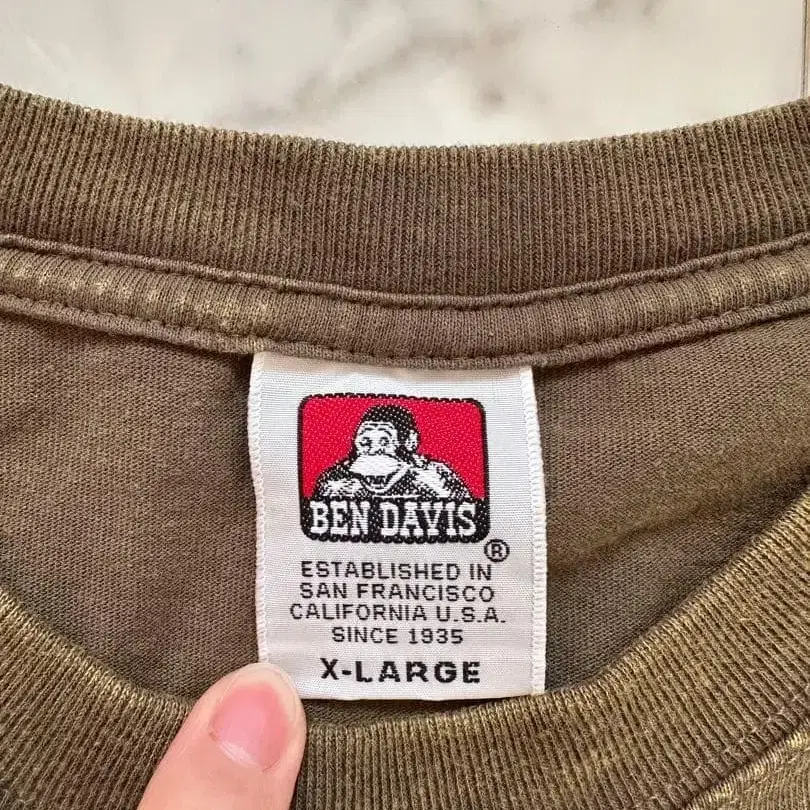 BEN DAVIS
®
ESTABLISHED IN
SAN FRANCISCO
CALIFORNIA U.S.A.
SINCE 1935
X-LARGE